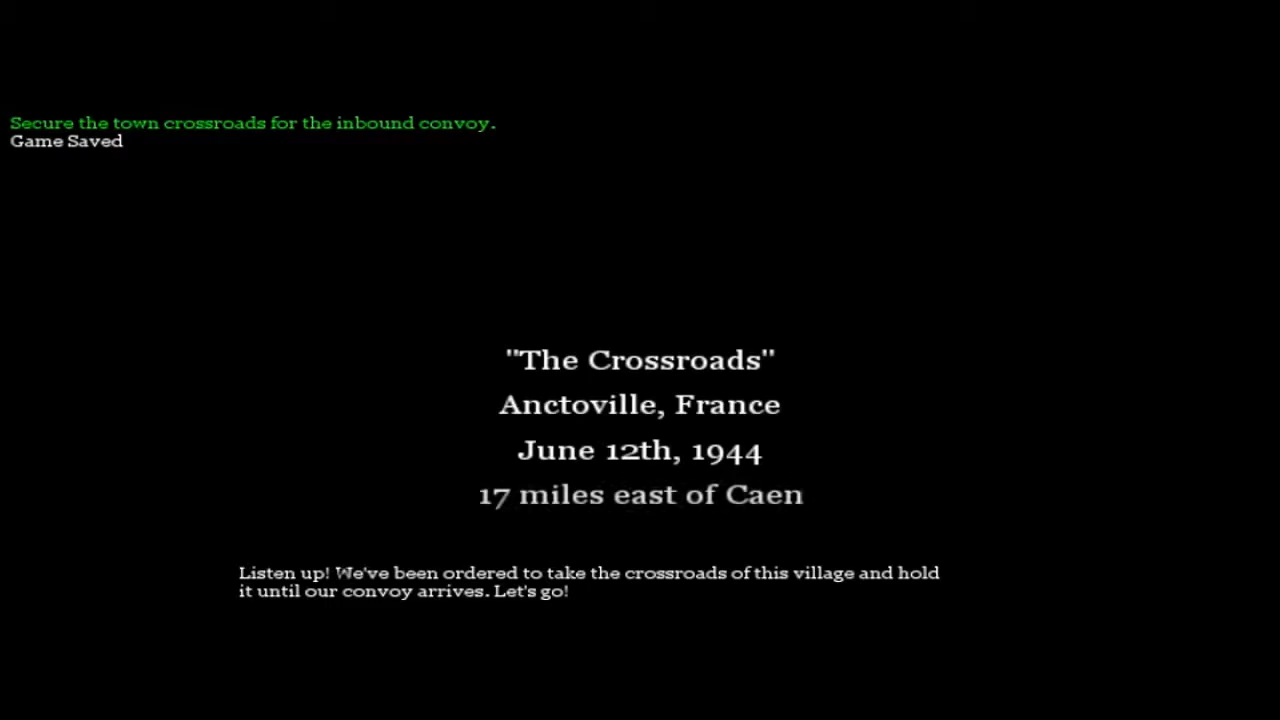 Secure the town crossroads for the inbound convoy.
Game Saved
"The Crossroads"
Anctoville, France
June 12th, 1944
17 miles east of Caen
Listen up! We've been ordered to take the crossroads of this village and hold
it until our convoy arrives. Let's go!